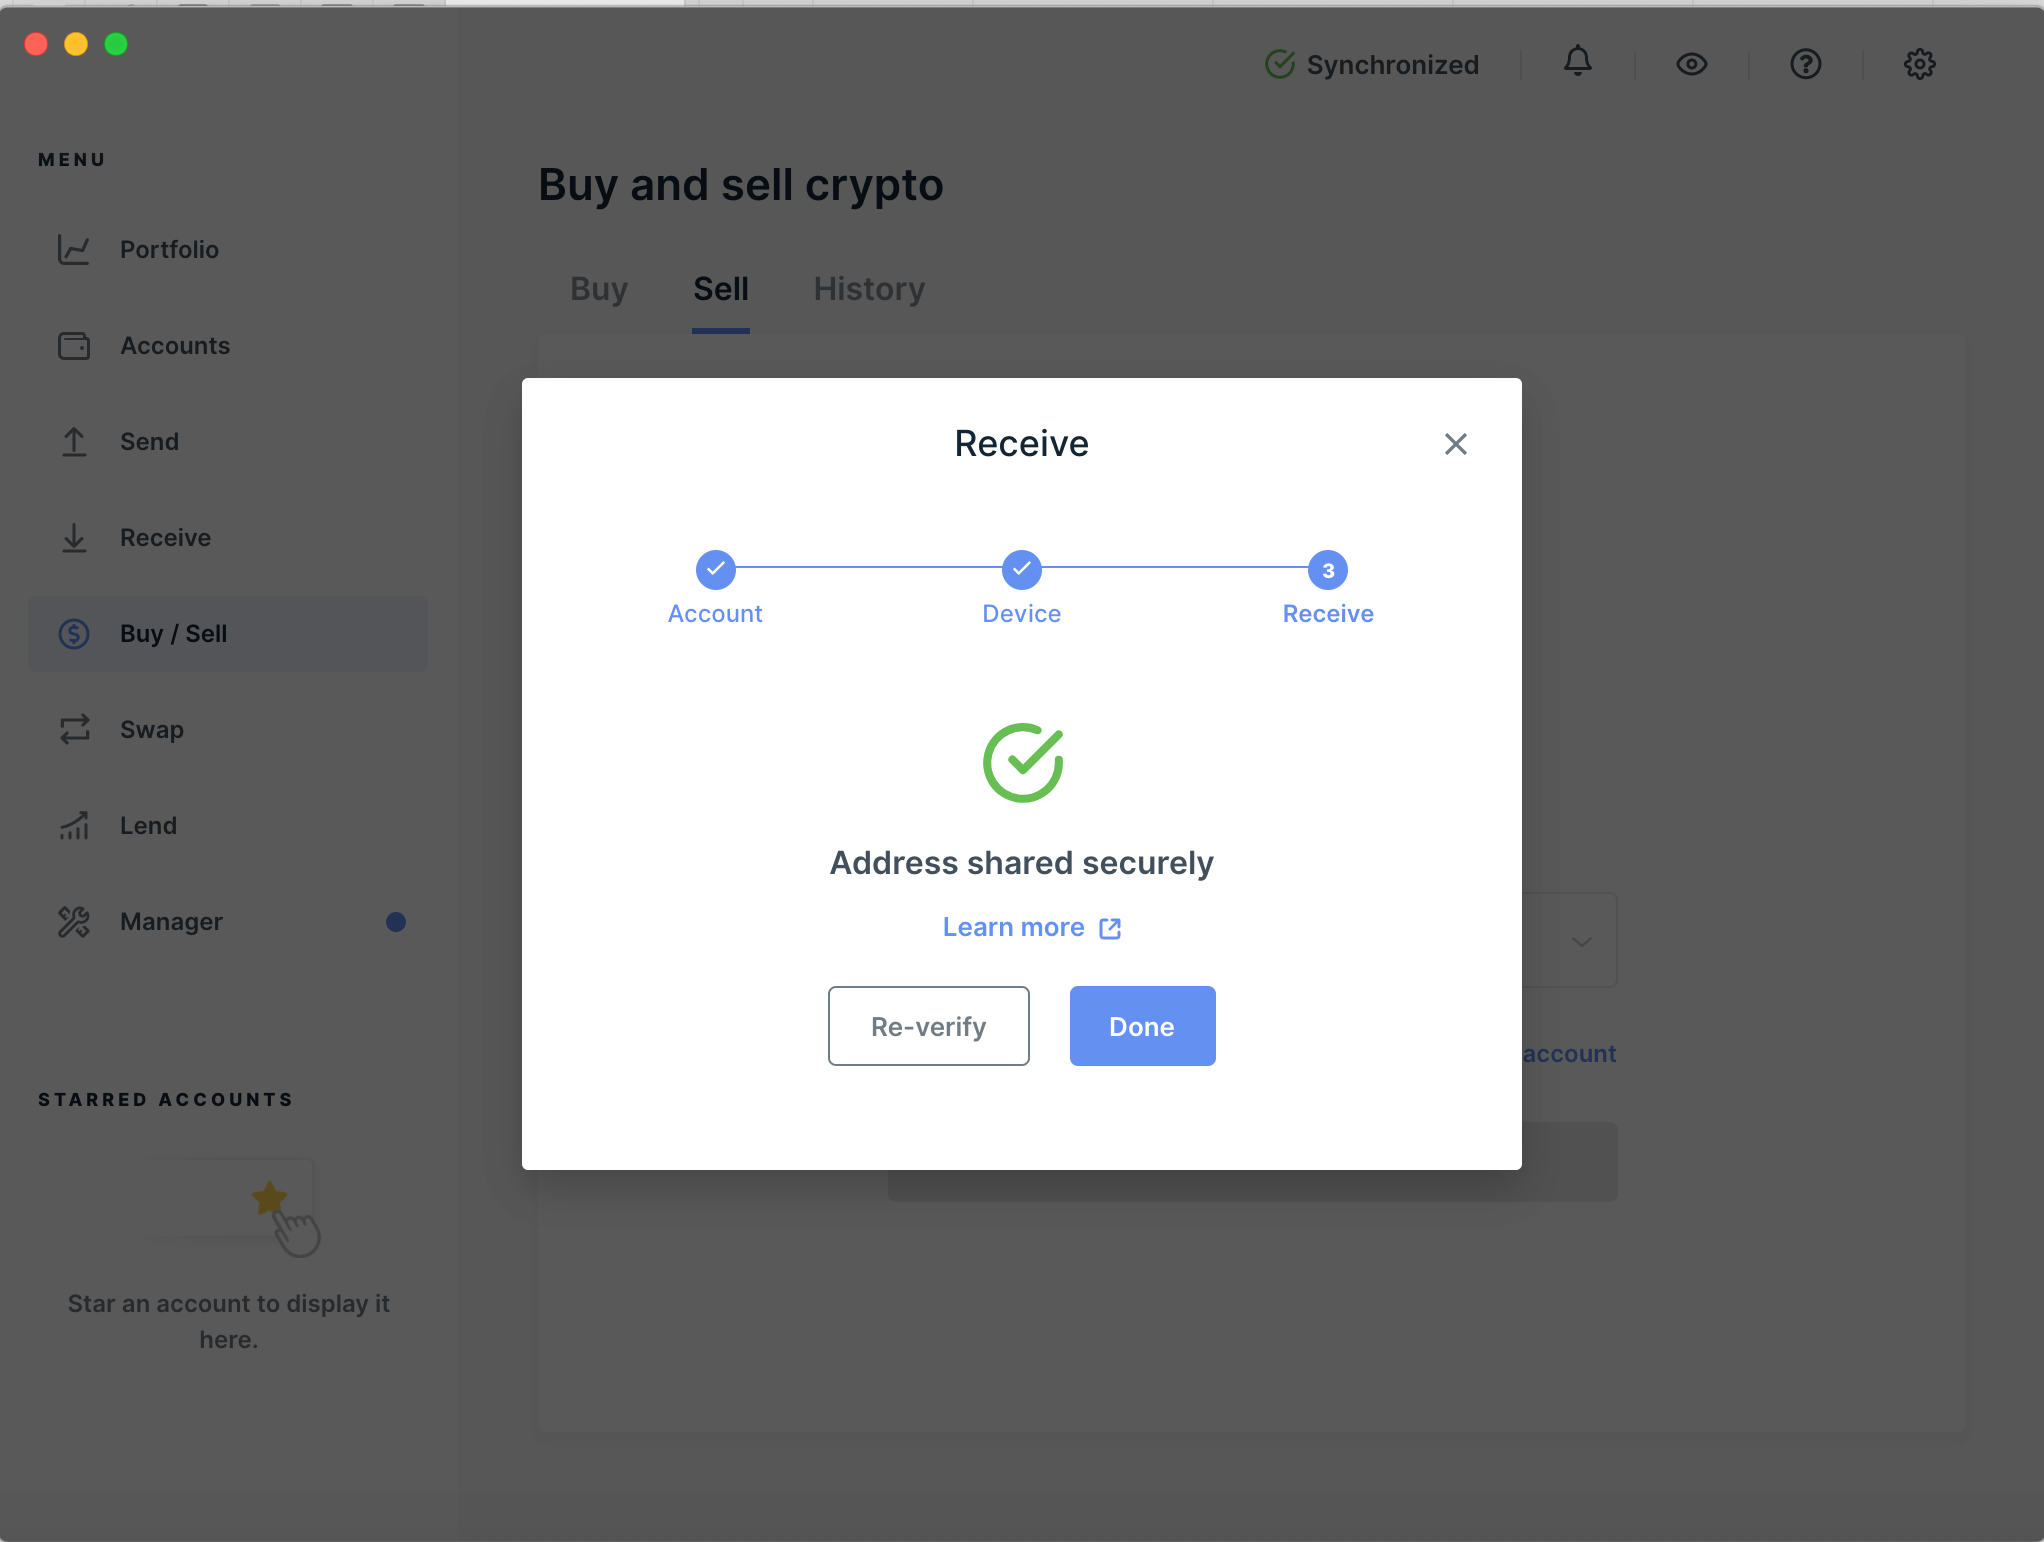 Synchronized
MENU
Portfolio
Accounts
Send
Receive
Buy / Sell
Swap
Lend
Manager
STARRED ACCOUNTS
Star an account to display it
here.
Buy and sell crypto
Buy Sell History
Receive
3
Account Device Receive
Address shared securely
Learn more
Re-verify Done
account